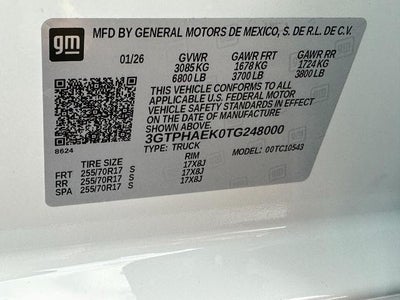 gm
MFD BY GENERAL MOTORS DE MEXICO, S. DE R.L. DE C.V.
01/26 GVWR GAWR FRT GAWR RR
3085 KG 1678 KG 1724 KG
6800 LB 3700 LB 3800 LB
THIS VEHICLE CONFORMS TO ALL
APPLICABLE U.S. FEDERAL MOTOR
VEHICLE SAFETY STANDARDS IN EFFECT
ON THE DATE OF MANUFACTURE
SHOWN ABOVE.
3GTPHAEK0TG248000
8624
TYPE: TRUCK MODEL: 00TC10543
TIRE SIZE RIM
FRT 255/70R17 S 17X8J
RR 255/70R17 S 17X8J
SPA 255/70R17 S 17X8J